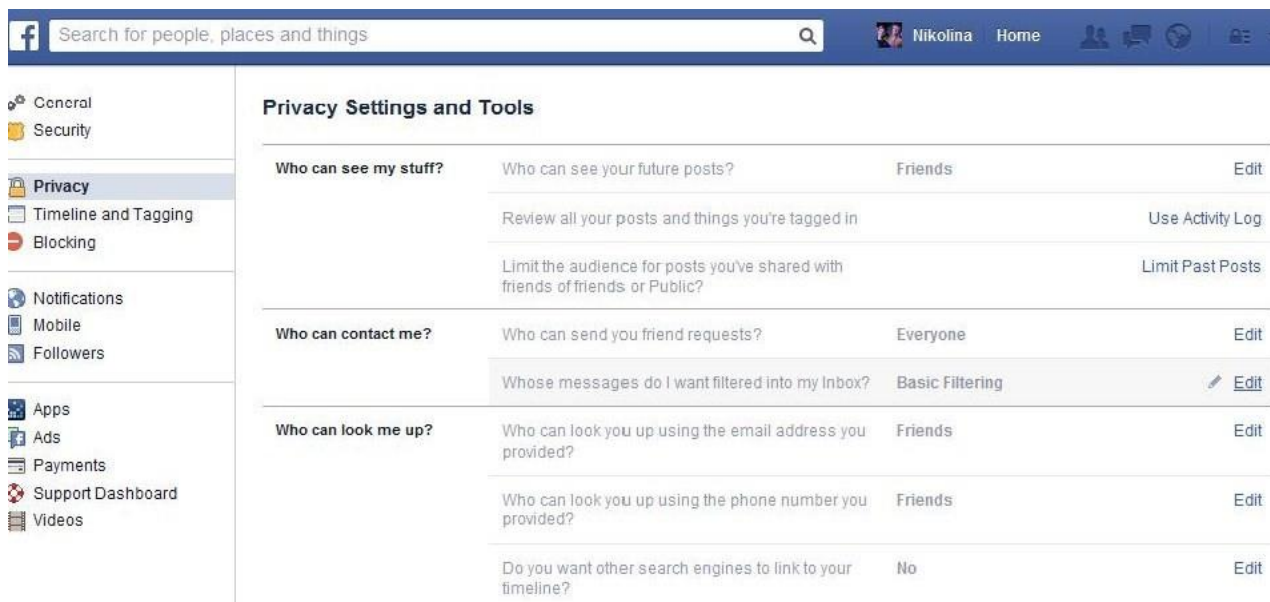 f
Search for people, places and things
Nikolina
Home
General
Security
Privacy
Timeline and Tagging
Blocking
Notifications
Mobile
Followers
Apps
Ads
Payments
Support Dashboard
Videos
Privacy Settings and Tools
Who can see my stuff?
Who can see your future posts?
Friends
Edit
Review all your posts and things you're tagged in
Use Activity Log
Limit the audience for posts you've shared with
friends of friends or Public?
Limit Past Posts
Who can contact me?
Who can send you friend requests?
Everyone
Edit
Whose messages do I want filtered into my Inbox?
Basic Filtering
Edit
Who can look me up?
Who can look you up using the email address you
provided?
Friends
Edit
Who can look you up using the phone number you
provided?
Friends
Edit
Do you want other search engines to link to your
timeline?
No
Edit